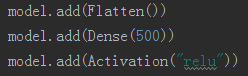 model.add(Flatten())
model.add(Dense(500))
model.add(Activation("relu"))